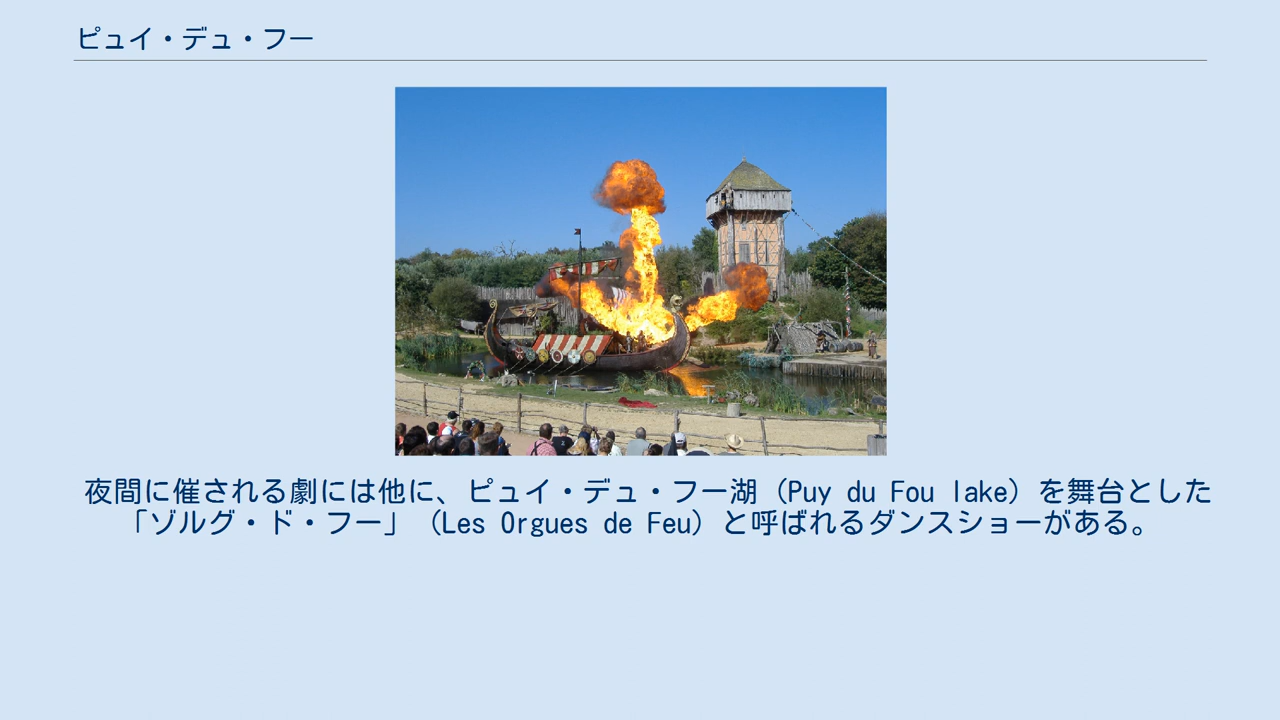 ピュイ・デュ・フー
夜間に催される劇には他に、ピュイ・デュ・フー湖（Puy du Fou lake）を舞台とした
「ゾルグ・ド・フー」（Les Orgues de Feu）と呼ばれるダンスショーがある。